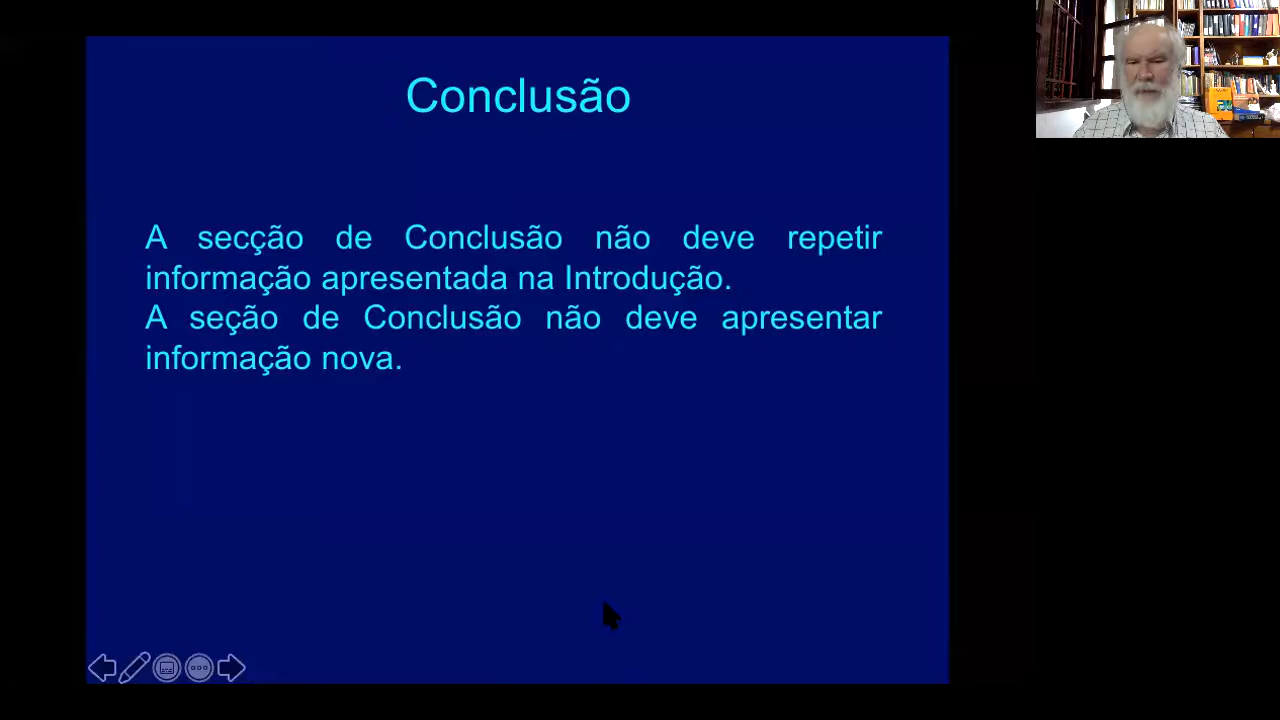 Conclusão
A secção de Conclusão não deve repetir
informação apresentada na Introdução.
A seção de Conclusão não deve apresentar
informação nova.